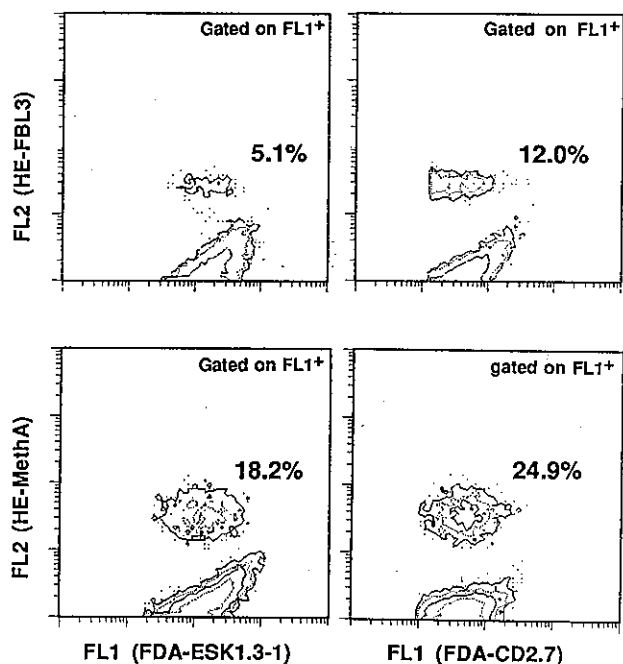 Gated on FL1+
5.1%
FL2 (HE-FBL3)
Gated on FL1+
12.0%
Gated on FL1+
18.2%
FL2 (HE-MethA)
gated on FL1+
24.9%
FL1 (FDA-ESK1.3-1)
FL1 (FDA-CD2.7)